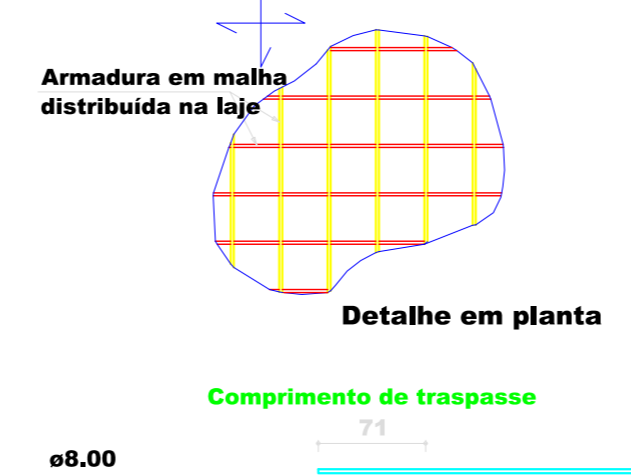 Armadura em malha
distribuída na laje
Detalhe em planta
Comprimento de traspasse
71
ø8.00